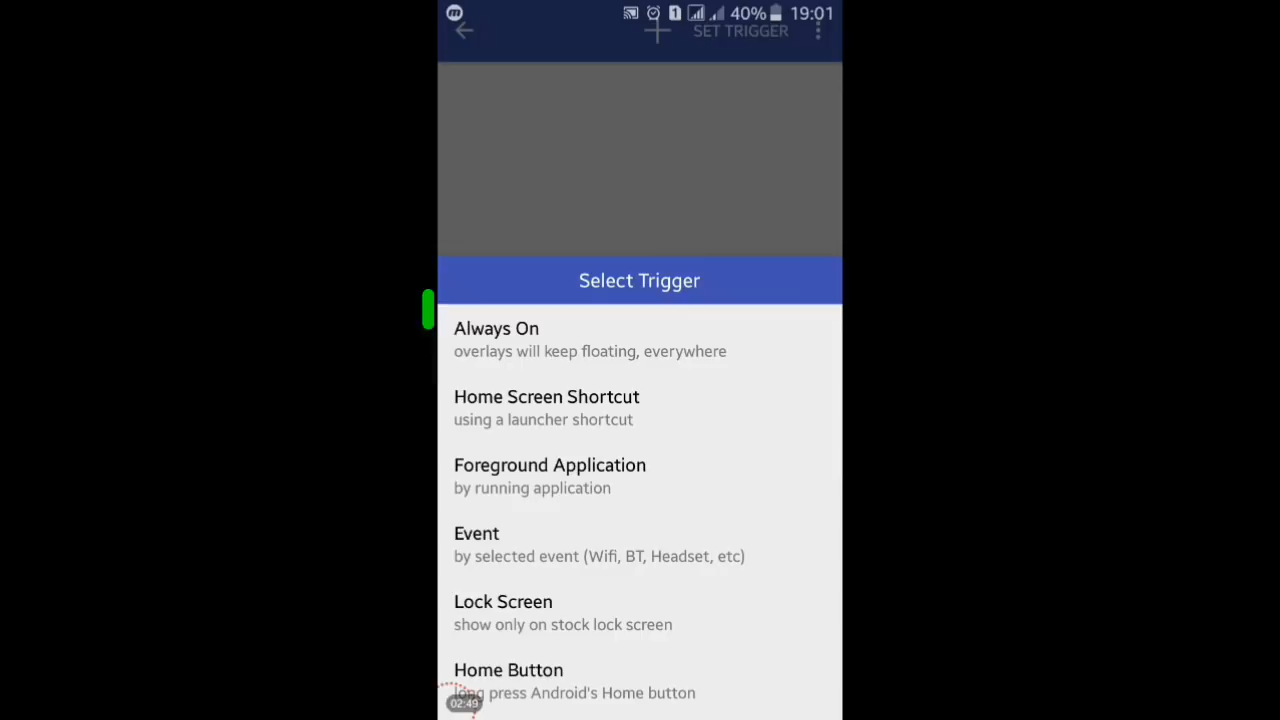 1 40% 19:01
SET TRIGGER
Select Trigger
Always On
overlays will keep floating, everywhere
Home Screen Shortcut
using a launcher shortcut
Foreground Application
by running application
Event
by selected event (Wifi, BT, Headset, etc)
Lock Screen
show only on stock lock screen
Home Button
long press Android's Home button
02:49